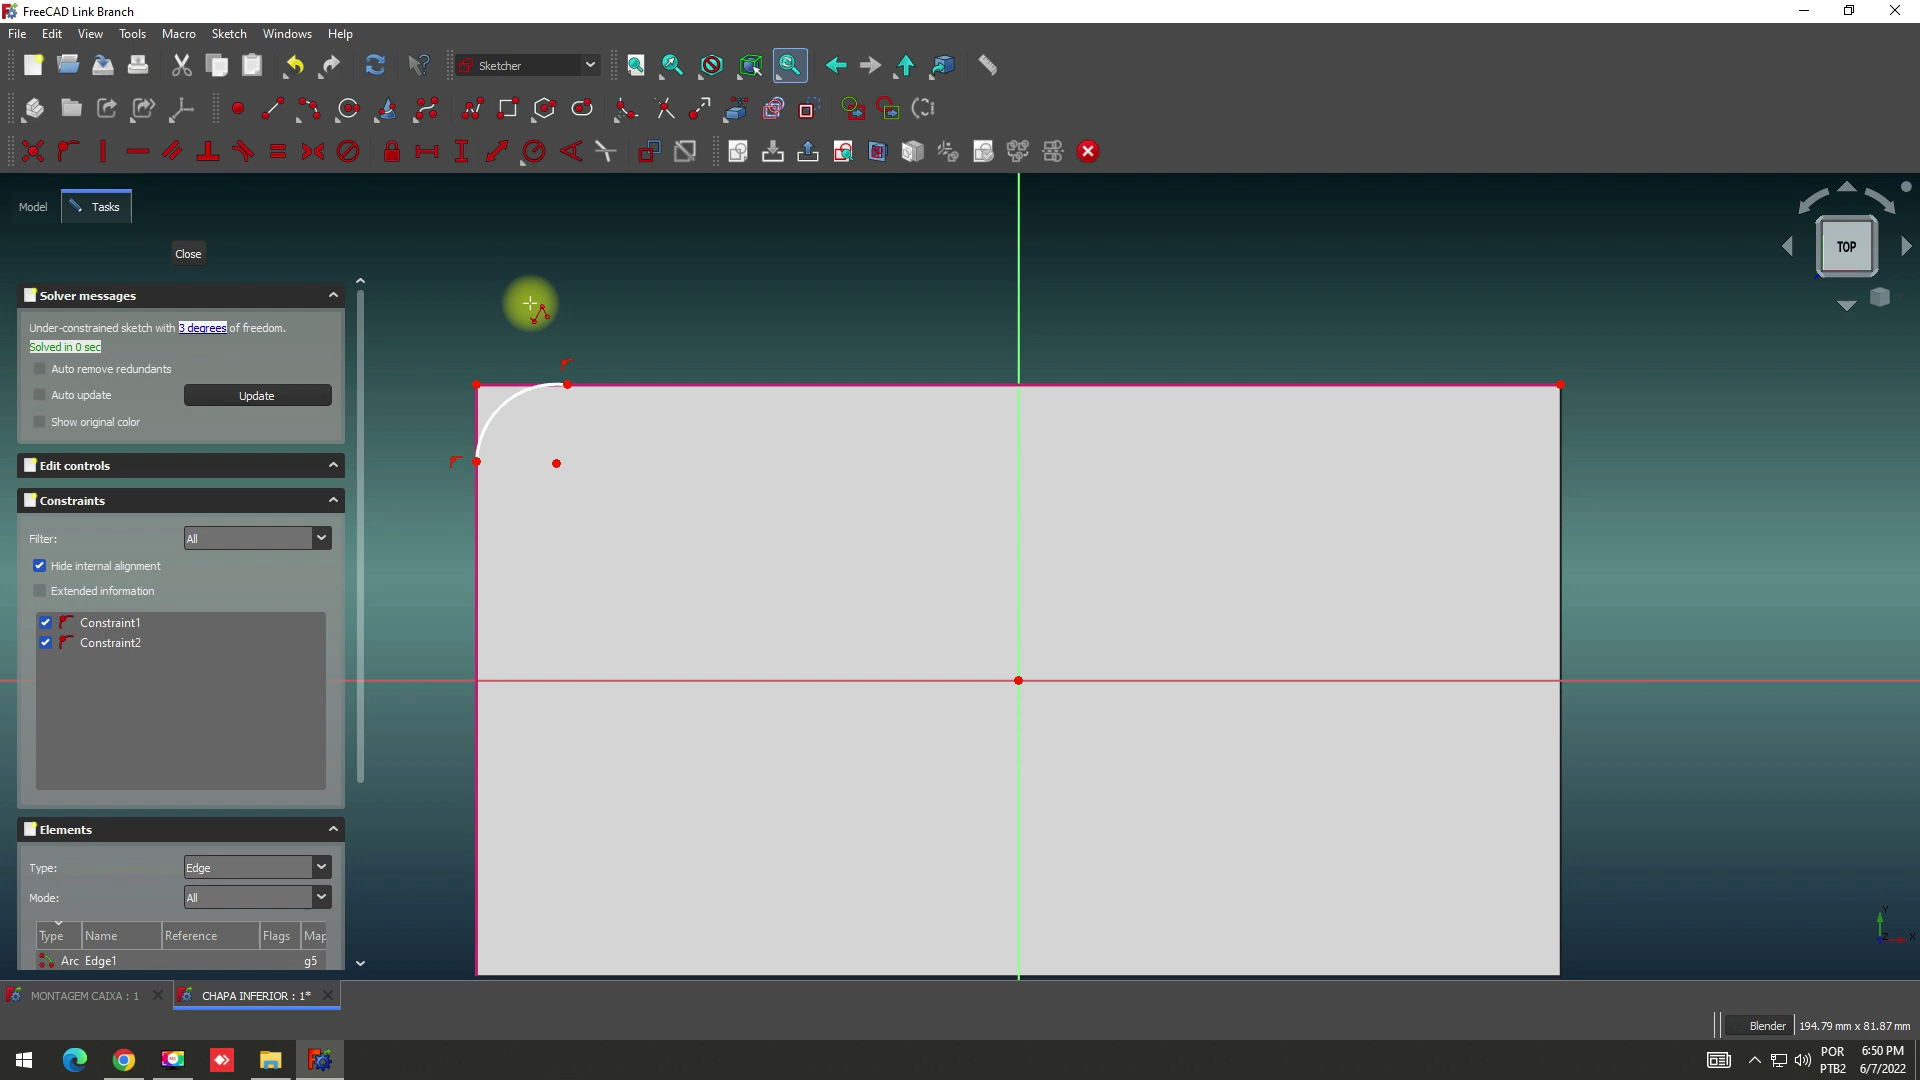 FreeCAD Link Branch
File Edit View Tools Macro Sketch Windows Help
Sketcher
Model Tasks
TOP
Close
Solver messages
Under-constrained sketch with 3 degrees of freedom.
Solved in 0 sec
Auto remove redundants
Auto update Update
Show original color
Edit controls
Constraints
Filter: All
Hide internal alignment
Extended information
Constraint1
Constraint2
Elements
Type: Edge
Mode: All
Type Name Reference Flags Map
Arc Edge1 g5
Y
Z X
MONTAGEM CAIXA : 1 CHAPA INFERIOR : 1*
Blender 194.79 mm x 81.87 mm
POR 6:50 PM
PTB2 6/7/2022